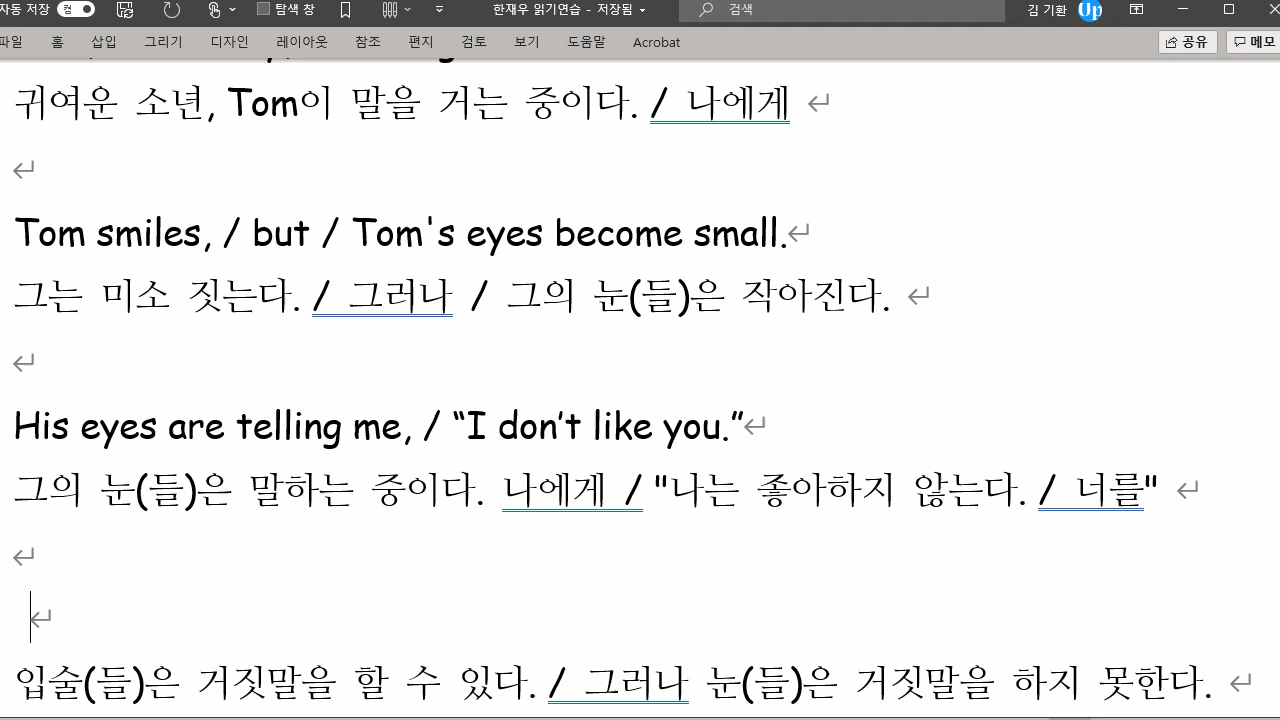 자동 저장 컴 탐색 창 한재우 읽기연습 - 저장됨 검색 김 기환 Up
파일 홈 삽입 그리기 디자인 레이아웃 참조 편지 검토 보기 도움말 Acrobat 공유 메모
귀여운 소년, Tom이 말을 거는 중이다. / 나에게
Tom smiles, / but / Tom's eyes become small.
그는 미소 짓는다. / 그러나 / 그의 눈(들)은 작아진다.
His eyes are telling me, / “I don’t like you.”
그의 눈(들)은 말하는 중이다. 나에게 / "나는 좋아하지 않는다. / 너를"
입술(들)은 거짓말을 할 수 있다. / 그러나 눈(들)은 거짓말을 하지 못한다.